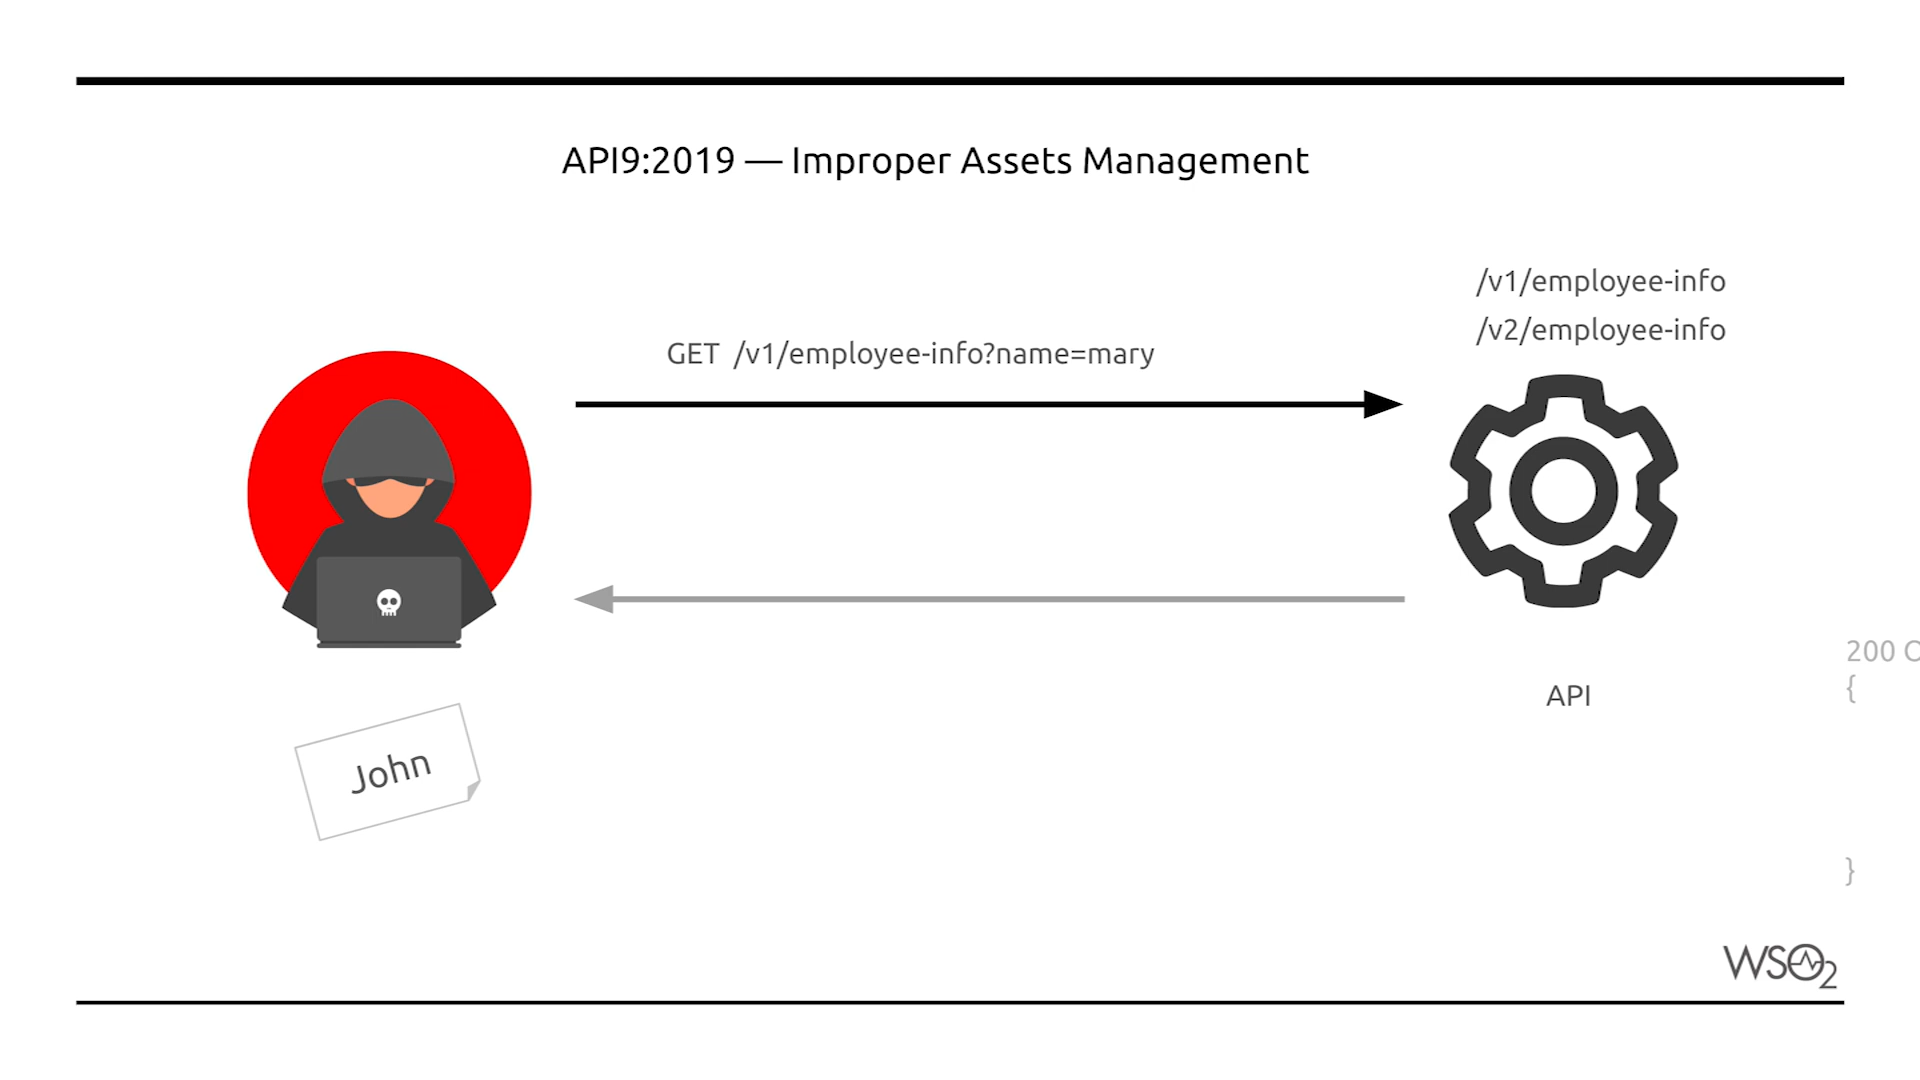 API9:2019 — Improper Assets Management
/v1/employee-info
/v2/employee-info
GET /v1/employee-info?name=mary
200
{
API
John
}
WSO2